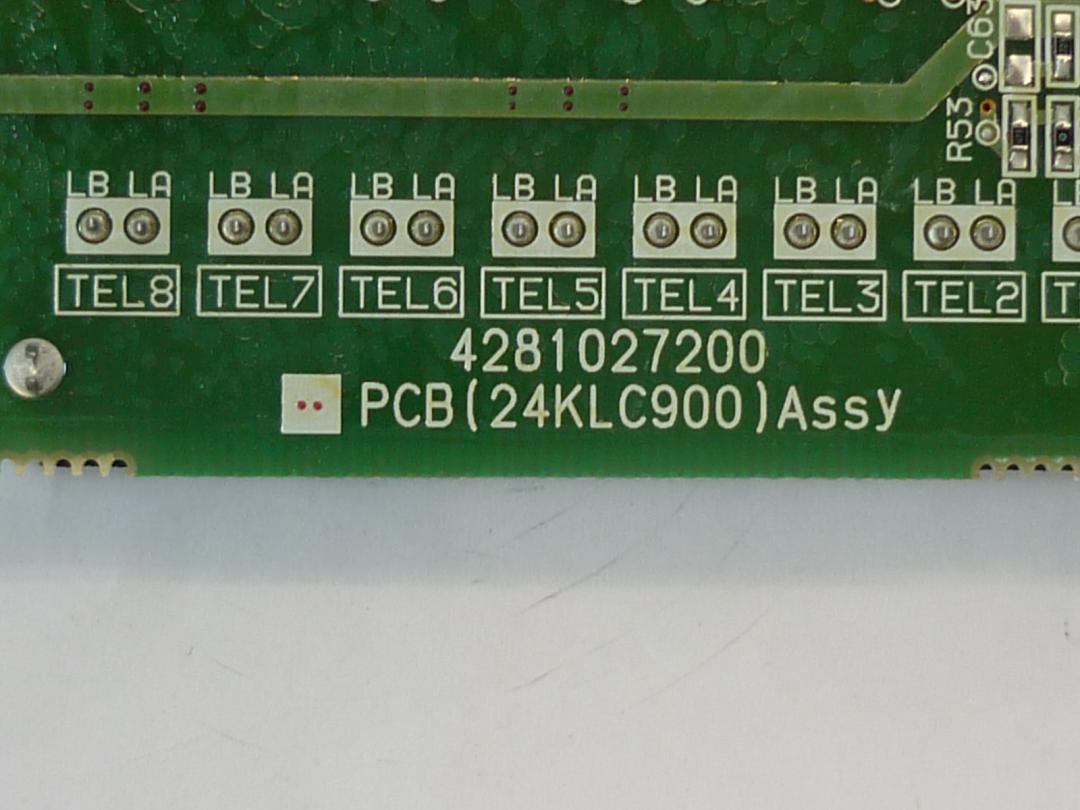 C63
R53
LB LA LB LA LB LA LB LA LB LA LB LA LB LA
TEL8 TEL7 TEL6 TEL5 TEL4 TEL3 TEL2
4281027200
PCB(24KLC900)Assy